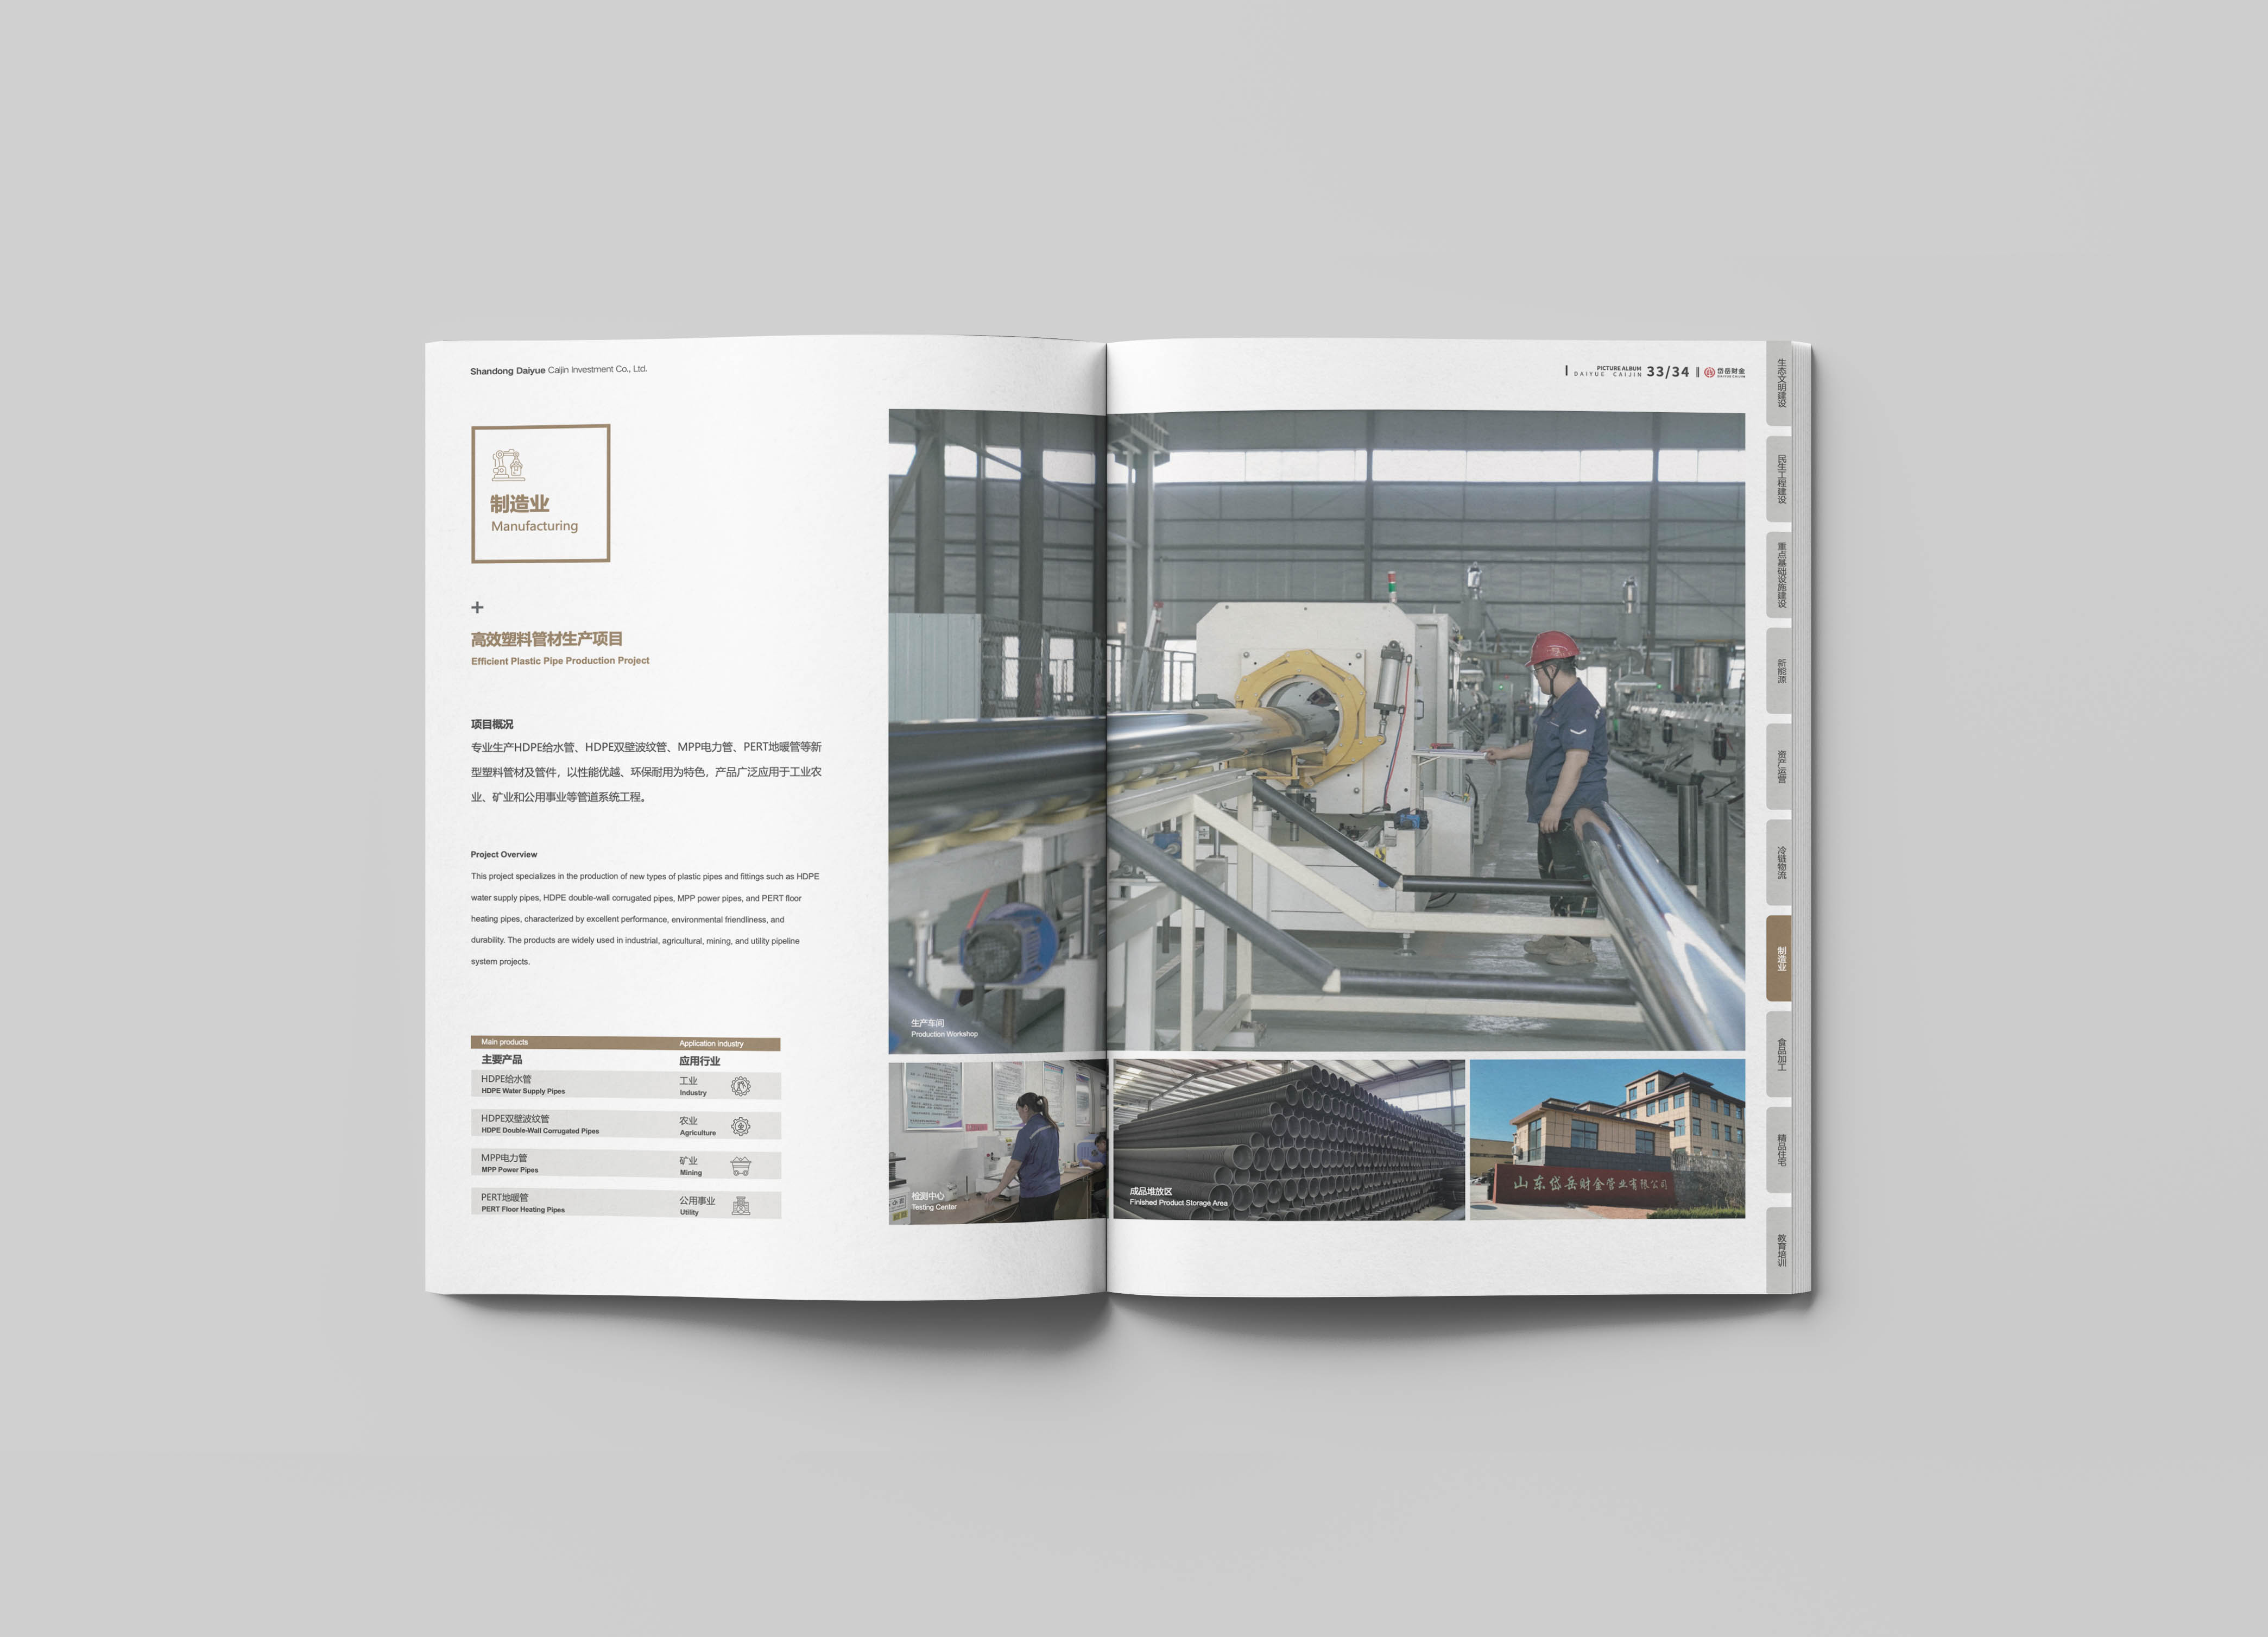 Shandong Daiyue Caijin Investment Co., Ltd.
制造业
Manufacturing
+
高效塑料管材生产项目
Efficient Plastic Pipe Production Project
项目概况
专业生产HDPE给水管、HDPE双壁波纹管、MPP电力管、PERT地暖管等新
型塑料管材及管件，以性能优越、环保耐用为特色，产品广泛应用于工业农
业、矿业和公用事业等管道系统工程。
Project Overview
This project specializes in the production of new types of plastic pipes and fittings such as HDPE
water supply pipes, HDPE double-wall corrugated pipes, MPP power pipes, and PERT floor
heating pipes, characterized by excellent performance, environmental friendliness, and
durability. The products are widely used in industrial, agricultural, mining, and utility pipeline
system projects.
Main products Application industry
主要产品 应用行业
HDPE给水管 工业
HDPE Water Supply Pipes Industry
HDPE双壁波纹管 农业
HDPE Double-Wall Corrugated Pipes Agriculture
MPP电力管 矿业
MPP Power Pipes Mining
PERT地暖管 公用事业
PERT Floor Heating Pipes Utility
PICTURE ALBUM
DAIYUE CAIJIN
33/34
岱岳财金
生产车间
Production Workshop
检测中心
Testing Center
成品堆放区
Finished Product Storage Area
山东岱岳财金管业有限公司
生态文明建设
民生工程建设
重点基础设施建设
新能源
资产运营
冷链物流
制造业
食品加工
精品住宅
教育培训